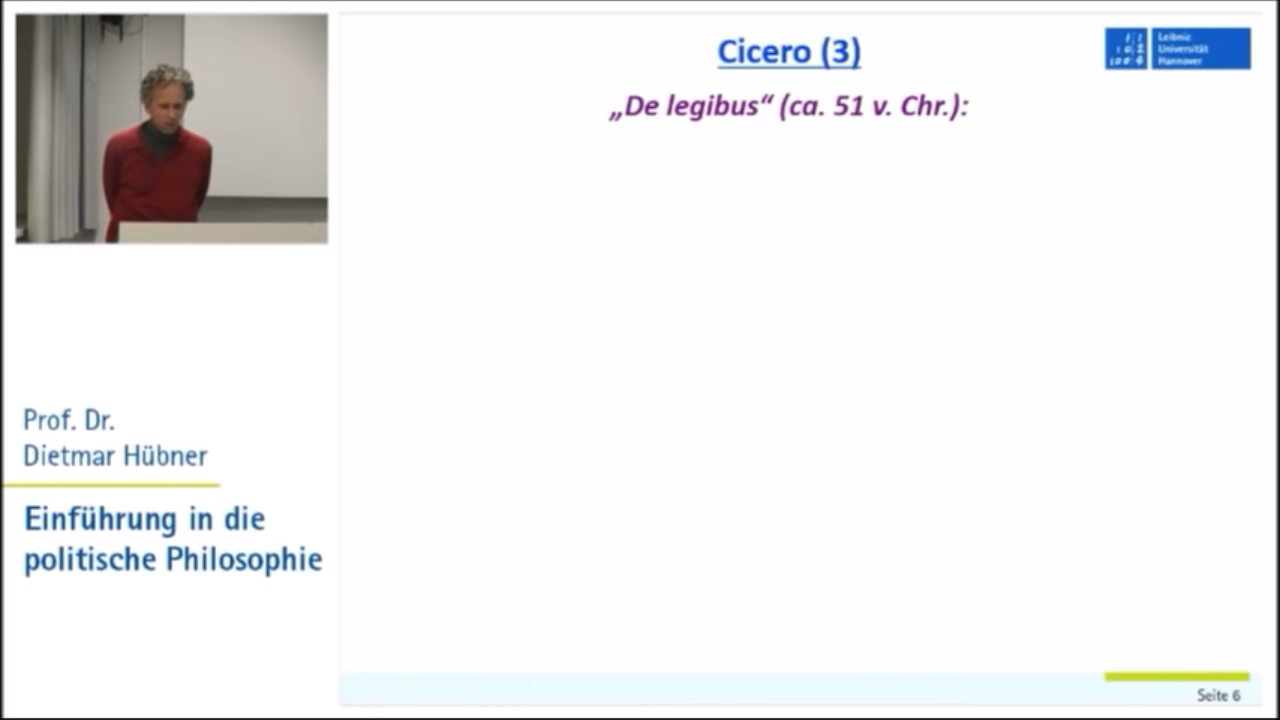 Cicero (3)
„De legibus“ (ca. 51 v. Chr.):
Leibniz
Universität
Hannover
Prof. Dr.
Dietmar Hübner
Einführung in die
politische Philosophie
Seite 6